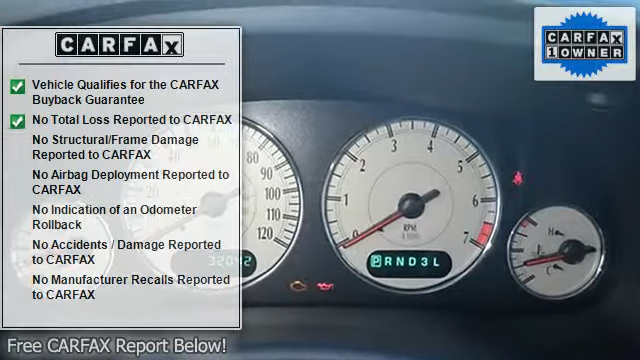 CARFAX
Vehicle Qualifies for the CARFAX
Buyback Guarantee
No Total Loss Reported to CARFAX
No Structural/Frame Damage
Reported to CARFAX
No Airbag Deployment Reported to
CARFAX
No Indication of an Odometer
Rollback
No Accidents / Damage Reported
to CARFAX
No Manufacturer Recalls Reported
to CARFAX
Free CARFAX Report Below!
CARFAX
1 OWNER
80
100
120
0 1 2 3 4 5 6 7
RPM
PRND3L
H
C